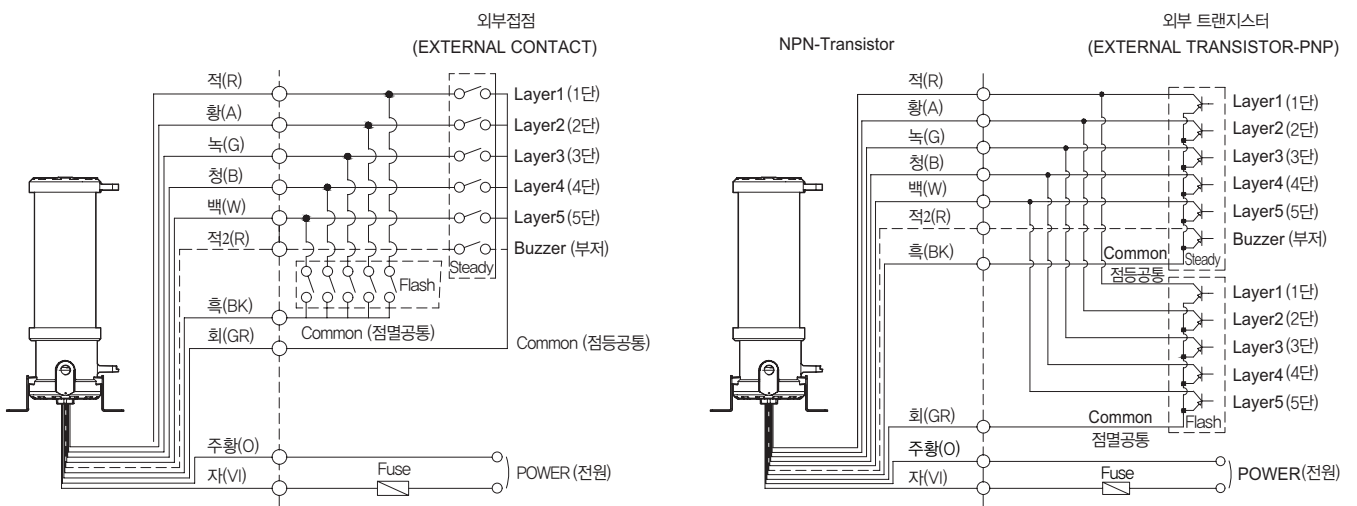 외부접점
(EXTERNAL CONTACT)
적(R)
Layer1 (1단)
황(A)
Layer2 (2단)
녹(G)
Layer3 (3단)
청(B)
Layer4 (4단)
백(W)
Layer5 (5단)
적2(R)
Buzzer (부저)
Steady
Flash
흑(BK)
Common (점멸공통)
회(GR)
Common (점등공통)
주황(O)
Fuse
POWER (전원)
자(VI)
NPN-Transistor
외부 트랜지스터
(EXTERNAL TRANSISTOR-PNP)
적(R)
Layer1 (1단)
황(A)
Layer2 (2단)
녹(G)
Layer3 (3단)
청(B)
Layer4 (4단)
백(W)
Layer5 (5단)
적2(R)
Buzzer (부저)
흑(BK)
Common
점등공통
Steady
Layer1 (1단)
Layer2 (2단)
Layer3 (3단)
Layer4 (4단)
Layer5 (5단)
회(GR)
Common
점멸공통
Flash
주황(O)
Fuse
POWER(전원)
자(VI)